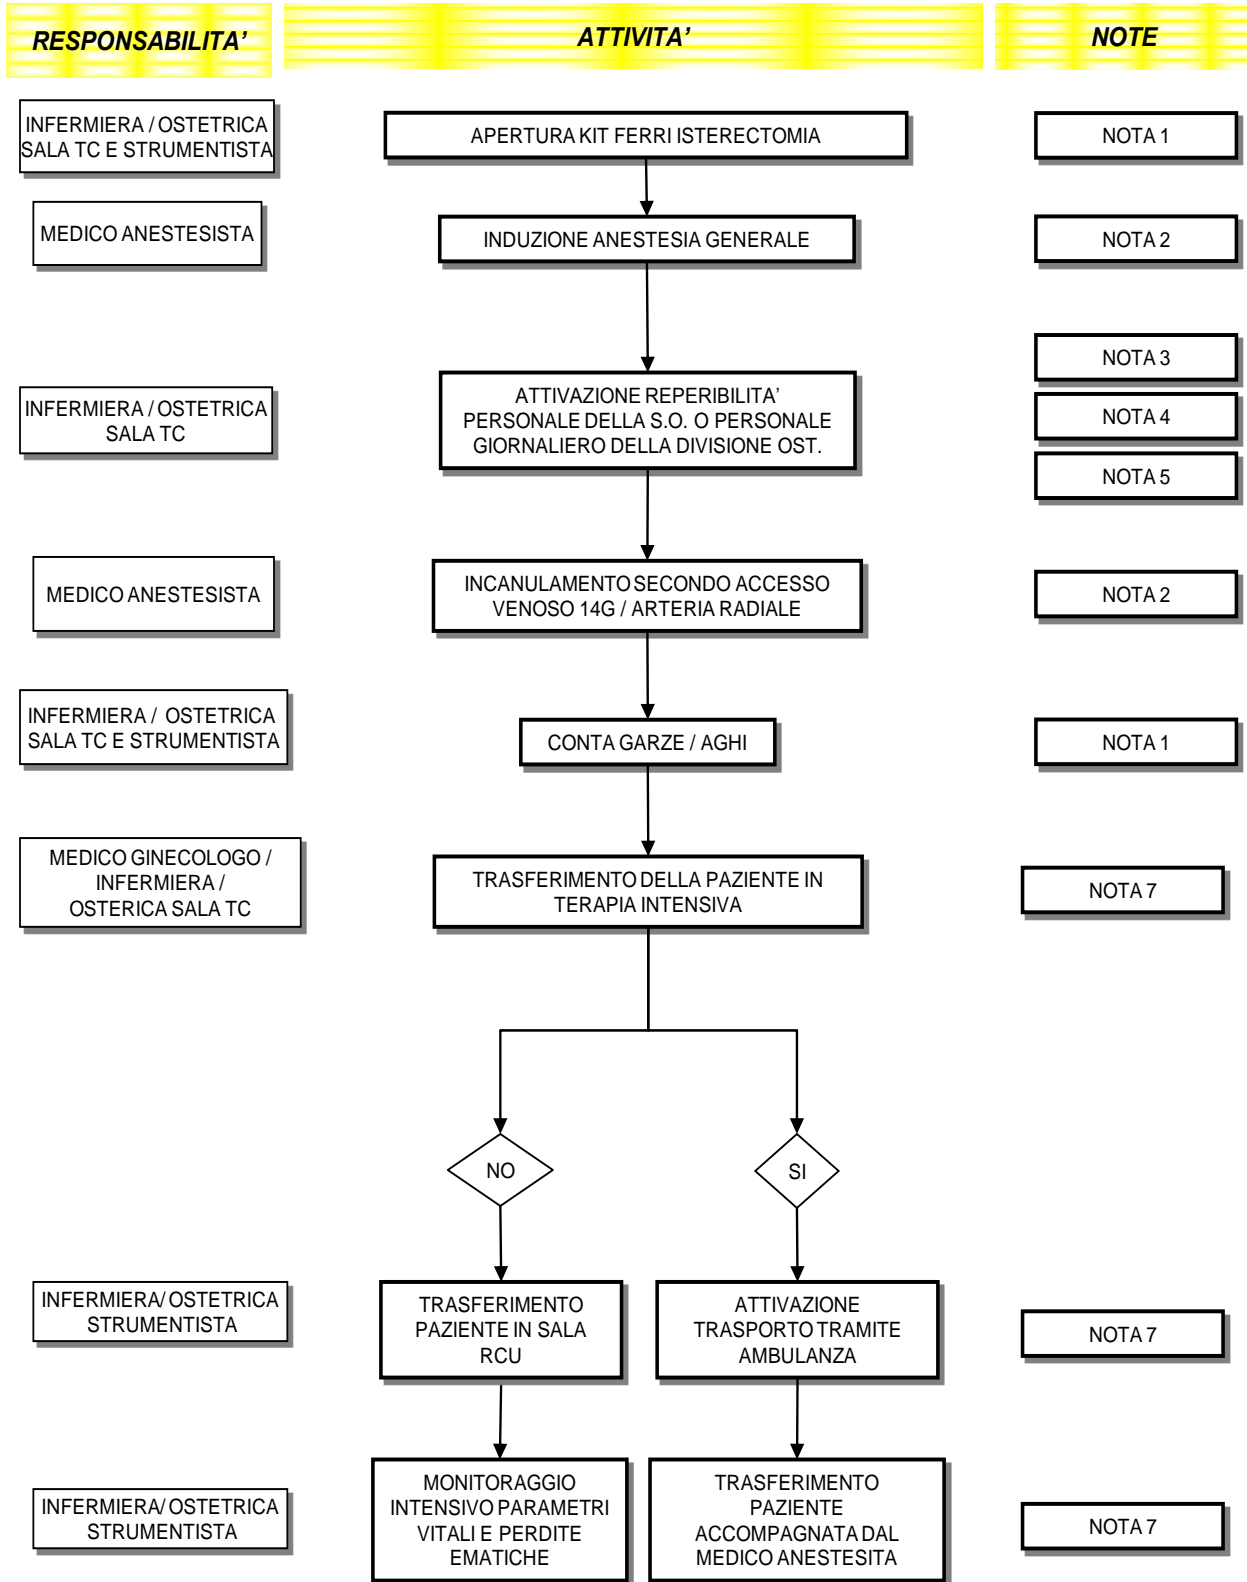 RESPONSABILITA’
ATTIVITA’
NOTE
INFERMIERA / OSTETRICA
SALA TC E STRUMENTISTA
APERTURA KIT FERRI ISTERECTOMIA
NOTA 1
MEDICO ANESTESISTA
INDUZIONE ANESTESIA GENERALE
NOTA 2
INFERMIERA / OSTETRICA
SALA TC
ATTIVAZIONE REPERIBILITA’
PERSONALE DELLA S.O. O PERSONALE
GIORNALIERO DELLA DIVISIONE OST.
NOTA 3
NOTA 4
NOTA 5
MEDICO ANESTESISTA
INCANULAMENTO SECONDO ACCESSO
VENOSO 14G / ARTERIA RADIALE
NOTA 2
INFERMIERA / OSTETRICA
SALA TC E STRUMENTISTA
CONTA GARZE / AGHI
NOTA 1
MEDICO GINECOLOGO /
INFERMIERA /
OSTERICA SALA TC
TRASFERIMENTO DELLA PAZIENTE IN
TERAPIA INTENSIVA
NOTA 7
NO
SI
INFERMIERA/ OSTETRICA
STRUMENTISTA
TRASFERIMENTO
PAZIENTE IN SALA
RCU
ATTIVAZIONE
TRASPORTO TRAMITE
AMBULANZA
NOTA 7
INFERMIERA/ OSTETRICA
STRUMENTISTA
MONITORAGGIO
INTENSIVO PARAMETRI
VITALI E PERDITE
EMATICHE
TRASFERIMENTO
PAZIENTE
ACCOMPAGNATA DAL
MEDICO ANESTESITA
NOTA 7